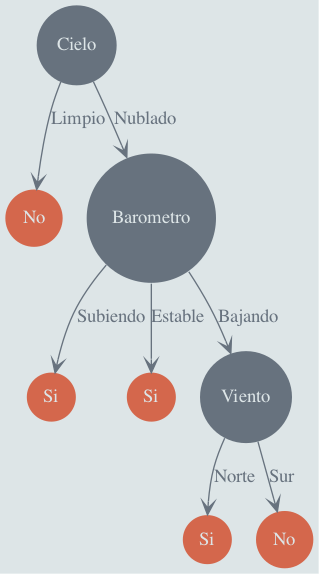 Cielo
Limpio Nublado
No
Barometro
Subiendo Estable Bajando
Si Si Viento
Norte Sur
Si No